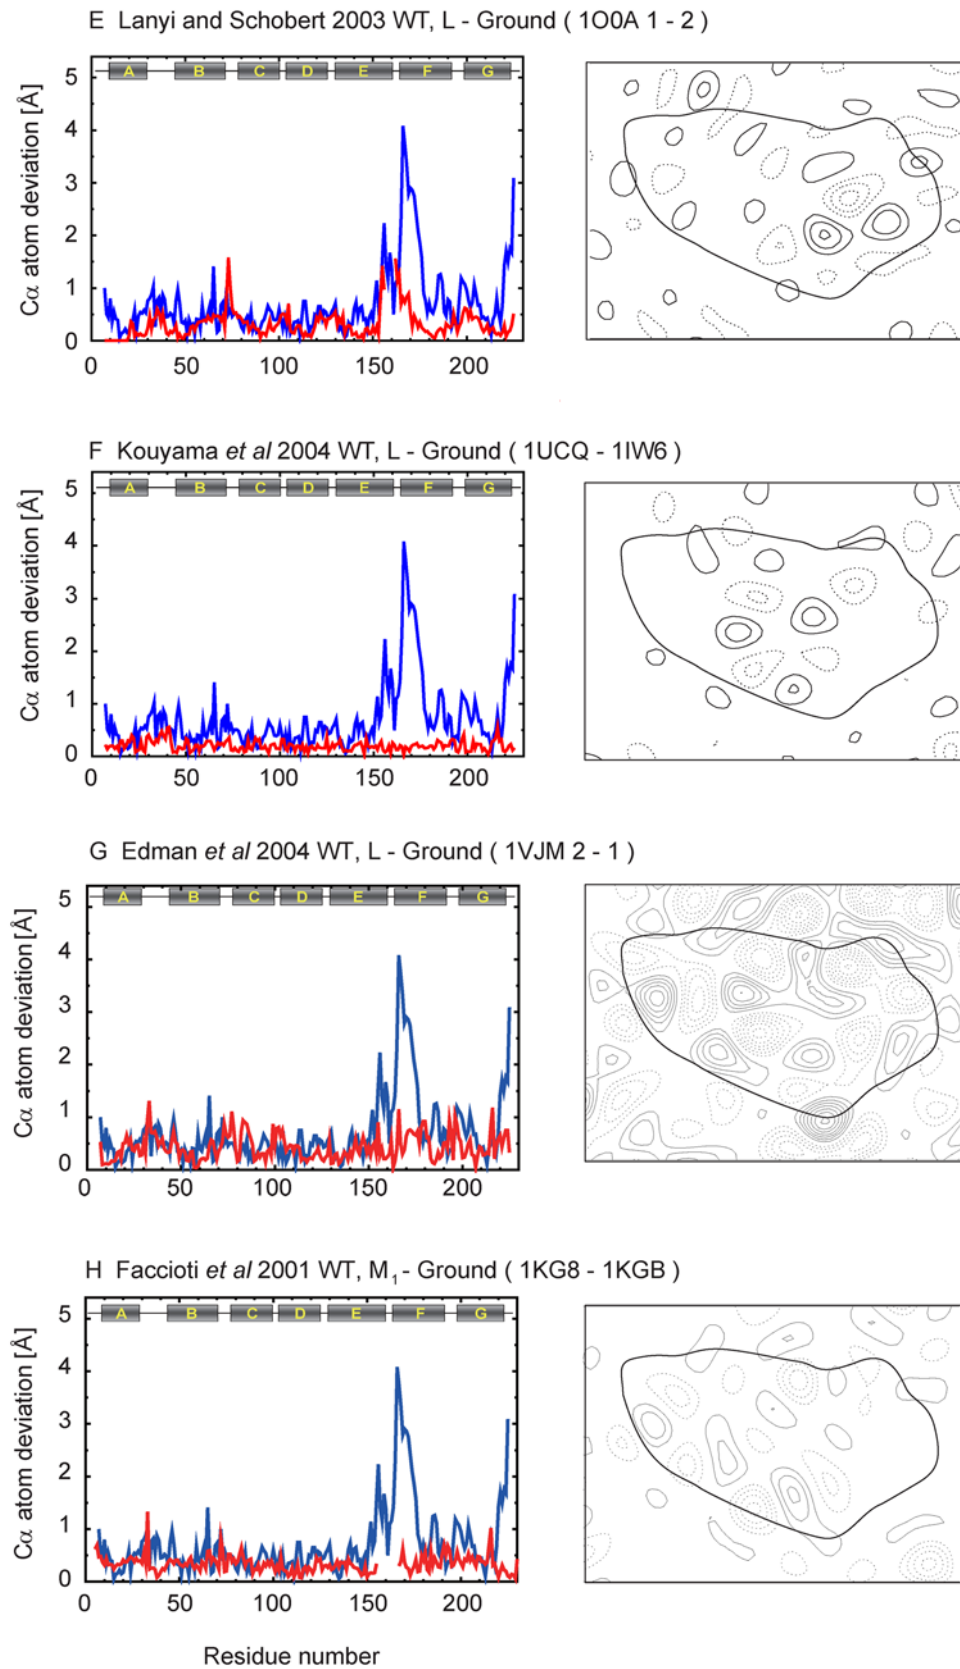 E Lanyi and Schobert 2003 WT, L - Ground ( 1O0A 1 - 2 )
Cα atom deviation [Å]
5
4
3
2
1
0
A B C D E F G
0 50 100 150 200
F Kouyama et al 2004 WT, L - Ground ( 1UCQ - 1IW6 )
Cα atom deviation [Å]
5
4
3
2
1
0
A B C D E F G
0 50 100 150 200
G Edman et al 2004 WT, L - Ground ( 1VJM 2 - 1 )
Cα atom deviation [Å]
5
4
3
2
1
0
A B C D E F G
0 50 100 150 200
H Faccioti et al 2001 WT, M₁ - Ground ( 1KG8 - 1KGB )
Cα atom deviation [Å]
5
4
3
2
1
0
A B C D E F G
0 50 100 150 200
Residue number